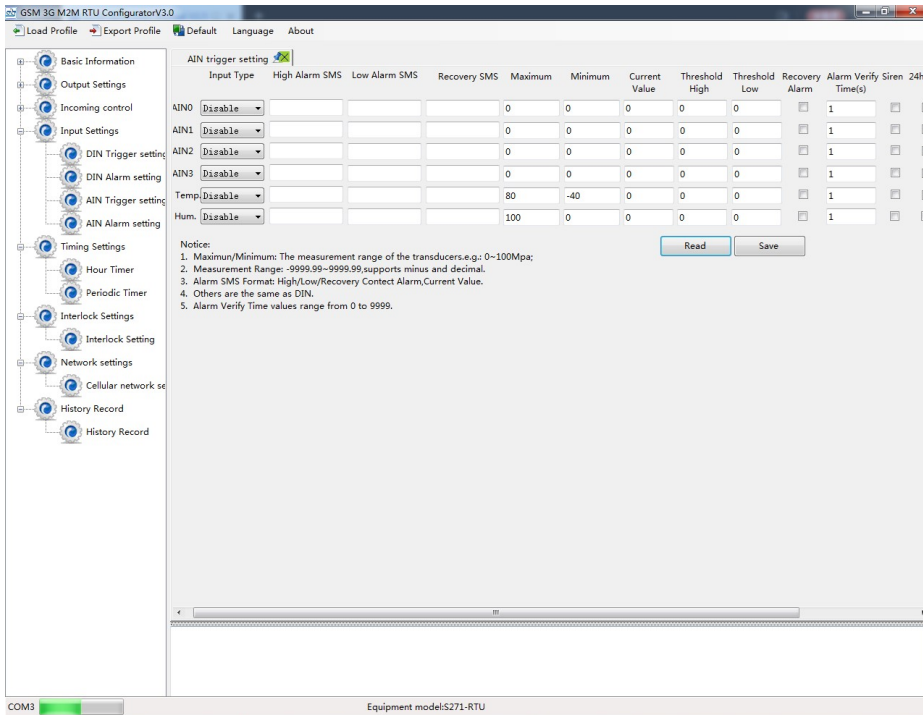 GSM 3G M2M RTU ConfiguratorV3.0
Load Profile Export Profile Default Language About
Basic Information
Output Settings
Incoming control
Input Settings
DIN Trigger setting
DIN Alarm setting
AIN Trigger setting
AIN Alarm setting
Timing Settings
Hour Timer
Periodic Timer
Interlock Settings
Interlock Setting
Network settings
Cellular network se
History Record
History Record
AIN trigger setting
Input Type High Alarm SMS Low Alarm SMS Recovery SMS Maximum Minimum Current Value Threshold High Threshold Low Recovery Alarm Alarm Verify Time(s) Siren 24h
AIN0 Disable 0 0 0 0 0 1
AIN1 Disable 0 0 0 0 0 1
AIN2 Disable 0 0 0 0 0 1
AIN3 Disable 0 0 0 0 0 1
Temp. Disable 80 -40 0 0 0 1
Hum. Disable 100 0 0 0 0 1
Read Save
Notice:
1. Maximun/Minimum: The measurement range of the transducers.e.g.: 0~100Mpa;
2. Measurement Range: -9999.99~9999.99,supports minus and decimal.
3. Alarm SMS Format: High/Low/Recovery Contect Alarm,Current Value.
4. Others are the same as DIN.
5. Alarm Verify Time values range from 0 to 9999.
COM3 Equipment model:S271-RTU